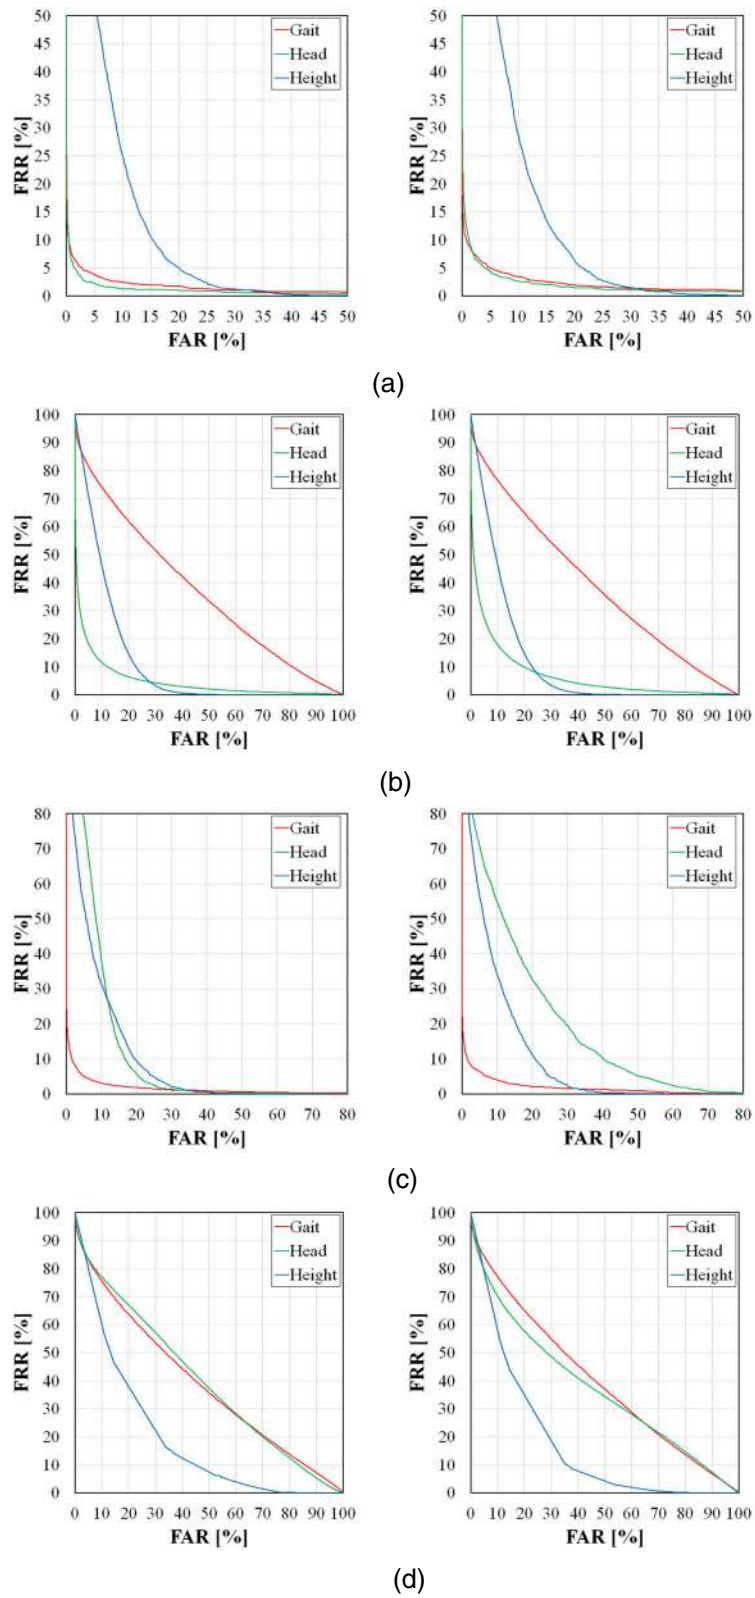 50 50
45 Gait 45 Gait
40 Head 40 Head
35 Height 35 Height
30 30
25 25
20 20
15 15
10 10
5 5
0 0
FRR [%] FRR [%]
0 5 10 15 20 25 30 35 40 45 50 0 5 10 15 20 25 30 35 40 45 50
FAR [%] FAR [%]
(a)
100 100
90 Gait 90 Gait
80 Head 80 Head
70 Height 70 Height
60 60
50 50
40 40
30 30
20 20
10 10
0 0
FRR [%] FRR [%]
0 10 20 30 40 50 60 70 80 90 100 0 10 20 30 40 50 60 70 80 90 100
FAR [%] FAR [%]
(b)
80 80
70 Gait 70 Gait
Head Head
60 Height 60 Height
50 50
40 40
30 30
20 20
10 10
0 0
FRR [%] FRR [%]
0 10 20 30 40 50 60 70 80 0 10 20 30 40 50 60 70 80
FAR [%] FAR [%]
(c)
100 100
90 Gait 90 Gait
80 Head 80 Head
70 Height 70 Height
60 60
50 50
40 40
30 30
20 20
10 10
0 0
FRR [%] FRR [%]
0 10 20 30 40 50 60 70 80 90 100 0 10 20 30 40 50 60 70 80 90 100
FAR [%] FAR [%]
(d)